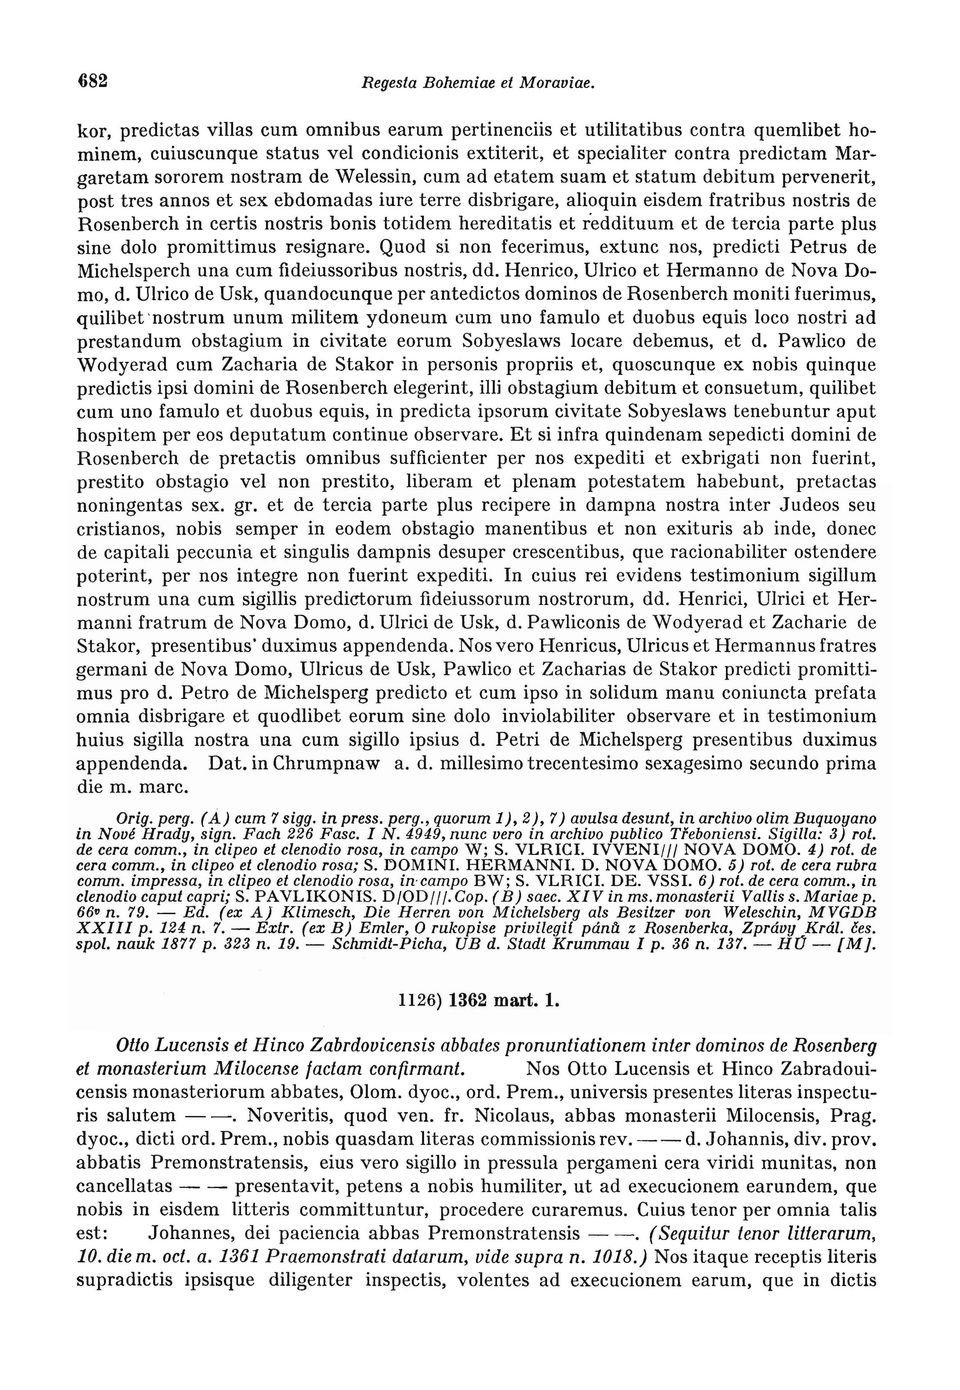 682 Regesta Bohemiae et Moraviae.
kor, predictas villas cum omnibus earum pertinenciis et utilitatibus contra quemlibet ho-
minem, cuiuscunque status vel condicionis extiterit, et specialiter contra predictam Mar-
garetam sororem nostram de Welessin, cum ad etatem suam et statum debitum pervenerit,
post tres annos et sex ebdomadas iure terre disbrigare, alioquin eisdem fratribus nostris de
Rosenberch in certis nostris bonis totidem hereditatis et reddituum et de tercia parte plus
sine dolo promittimus resignare. Quod si non fecerimus, extunc nos, predicti Petrus de
Michelsperch una cum fideiussoribus nostris, dd. Henrico, Ulrico et Hermanno de Nova Do-
mo, d. Ulrico de Usk, quandocunque per antedictos dominos de Rosenberch moniti fuerimus,
quilibet nostrum unum militem ydoneum cum uno famulo et duobus equis loco nostri ad
prestandum obstagium in civitate eorum Sobyeslaws locare debemus, et d. Pawlico de
Wodyerad cum Zacharia de Stakor in personis propriis et, quoscunque ex nobis quinque
predictis ipsi domini de Rosenberch elegerint, illi obstagium debitum et consuetum, quilibet
cum uno famulo et duobus equis, in predicta ipsorum civitate Sobyeslaws tenebuntur aput
hospitem per eos deputatum continue observare. Et si infra quindenam sepedicti domini de
Rosenberch de pretactis omnibus sufficienter per nos expediti et exbrigati non fuerint,
prestito obstagio vel non prestito, liberam et plenam potestatem habebunt, pretactas
noningentas sex. gr. et de tercia parte plus recipere in dampna nostra inter Judeos seu
cristianos, nobis semper in eodem obstagio manentibus et non exituris ab inde, donec
de capitali peccunia et singulis dampnis desuper crescentibus, que racionabiliter ostendere
poterint, per nos integre non fuerint expediti. In cuius rei evidens testimonium sigillum
nostrum una cum sigillis predictorum fideiussorum nostrorum, dd. Henrici, Ulrici et Her-
manni fratrum de Nova Domo, d. Ulrici de Usk, d. Pawliconis de Wodyerad et Zacharie de
Stakor, presentibus duximus appendenda. Nos vero Henricus, Ulricus et Hermannus fratres
germani de Nova Domo, Ulricus de Usk, Pawlico et Zacharias de Stakor predicti promitti-
mus pro d. Petro de Michelsperg predicto et cum ipso in solidum manu coniuncta prefata
omnia disbrigare et quodlibet eorum sine dolo inviolabiliter observare et in testimonium
huius sigilla nostra una cum sigillo ipsius d. Petri de Michelsperg presentibus duximus
appendenda. Dat. in Chrumpnaw a. d. millesimo trecentesimo sexagesimo secundo prima
die m. marc.
Orig. perg. (A) cum 7 sigg. in press. perg., quorum 1), 2), 7) avulsa desunt, in archivo olim Buquoyano
in Nové Hrady, sign. Fach 226 Fasc. I N. 4949, nunc vero in archivo publico Třeboniensi. Sigilla: 3) rot.
de cera comm., in clipeo et clenodio rosa, in campo W; S. VLRICI. IVVENI/// NOVA DOMO. 4) rot. de
cera comm., in clipeo et clenodio rosa; S. DOMINI. HERMANNI. D. NOVA DOMO. 5) rot. de cera rubra
comm. impressa, in clipeo et clenodio rosa, in campo BW; S. VLRICI. DE. VSSI. 6) rot. de cera comm., in
clenodio caput capri; S. PAVLIKONIS. D/OD///. Cop. (B) saec. XIV in ms. monasterii Vallis s. Mariae p.
66v n. 79. — Ed. (ex A) Klimesch, Die Herren von Michelsberg als Besitzer von Weleschin, MVGDB
XXIII p. 124 n. 7. — Extr. (ex B) Emler, O rukopise privilegií pánů z Rosenberka, Zprávy Král. čes.
spol. nauk 1877 p. 323 n. 19. — Schmidt-Picha, UB d. Stadt Krummau I p. 36 n. 137. — HÚ — [M].
1126) 1362 mart. 1.
Otto Lucensis et Hinco Zabrdovicensis abbates pronuntiationem inter dominos de Rosenberg
et monasterium Milocense factam confirmant. Nos Otto Lucensis et Hinco Zabradoui-
censis monasteriorum abbates, Olom. dyoc., ord. Prem., universis presentes literas inspectu-
ris salutem — —. Noveritis, quod ven. fr. Nicolaus, abbas monasterii Milocensis, Prag.
dyoc., dicti ord. Prem., nobis quasdam literas commissionis rev. — — d. Johannis, div. prov.
abbatis Premonstratensis, eius vero sigillo in pressula pergameni cera viridi munitas, non
cancellatas — — presentavit, petens a nobis humiliter, ut ad execucionem earundem, que
nobis in eisdem litteris committuntur, procedere curaremus. Cuius tenor per omnia talis
est: Johannes, dei paciencia abbas Premonstratensis — —. (Sequitur tenor litterarum,
10. die m. oct. a. 1361 Praemonstrati datarum, vide supra n. 1018.) Nos itaque receptis literis
supradictis ipsisque diligenter inspectis, volentes ad execucionem earum, que in dictis